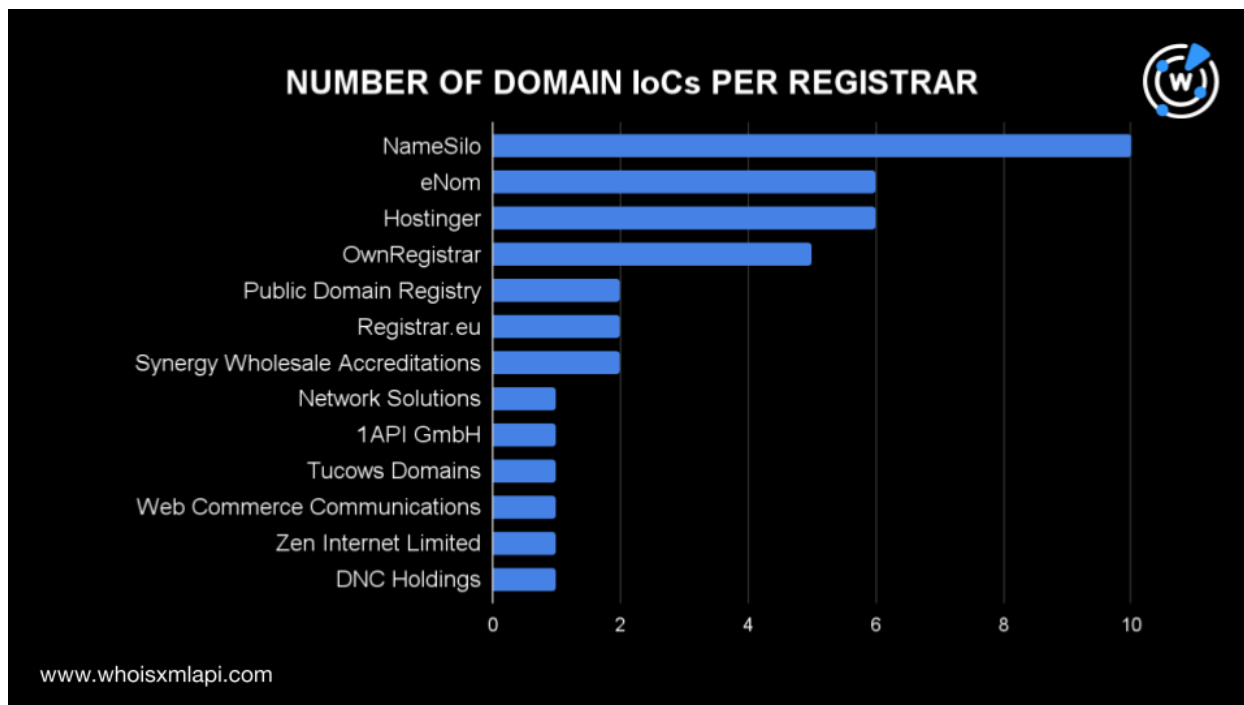 NUMBER OF DOMAIN IoCs PER REGISTRAR
W
NameSilo
eNom
Hostinger
OwnRegistrar
Public Domain Registry
Registrar.eu
Synergy Wholesale Accreditations
Network Solutions
1API GmbH
Tucows Domains
Web Commerce Communications
Zen Internet Limited
DNC Holdings
0 2 4 6 8 10
www.whoisxmlapi.com